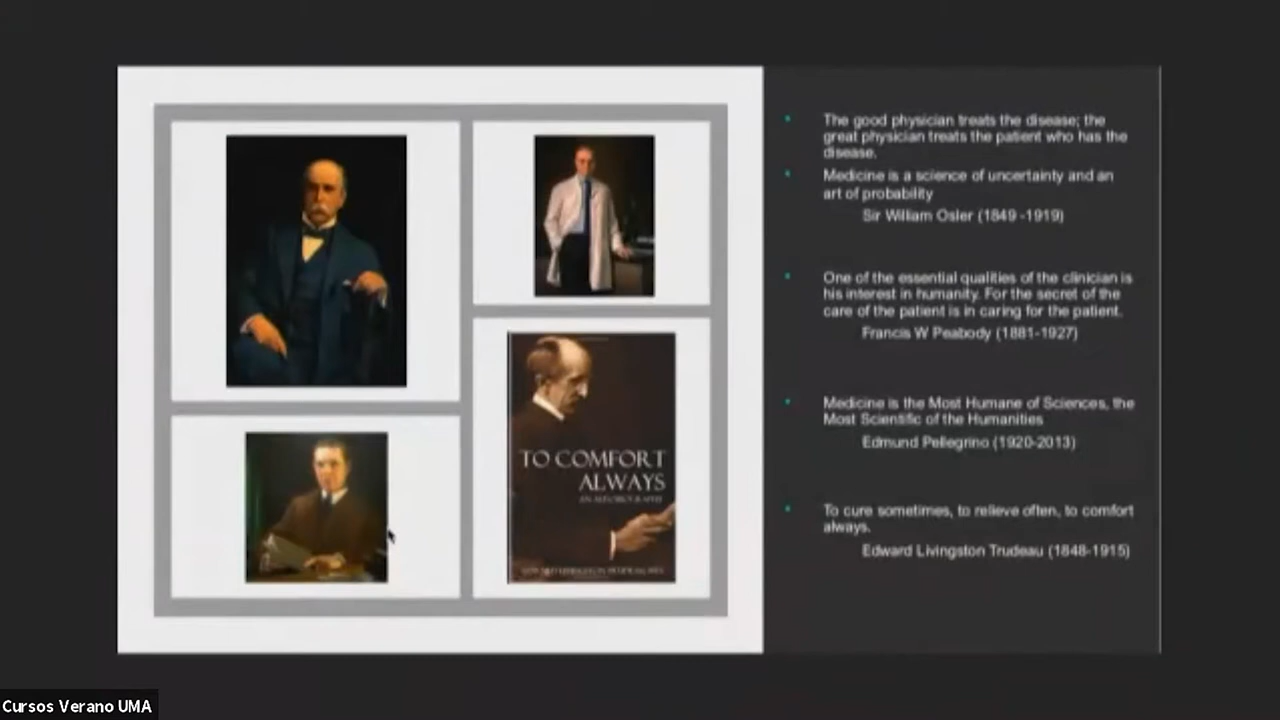 The good physician treats the disease; the
great physician treats the patient who has the
disease.
Medicine is a science of uncertainty and an
art of probability
Sir William Osler (1849 -1919)
One of the essential qualities of the clinician is
his interest in humanity. For the secret of the
care of the patient is in caring for the patient.
Francis W Peabody (1881-1927)
Medicine is the Most Humane of Sciences, the
Most Scientific of the Humanities
Edmund Pellegrino (1920-2013)
To cure sometimes, to relieve often, to comfort
always.
Edward Livingston Trudeau (1848-1915)
TO COMFORT
ALWAYS
AN AUTOBIOGRAPHY
Cursos Verano UMA